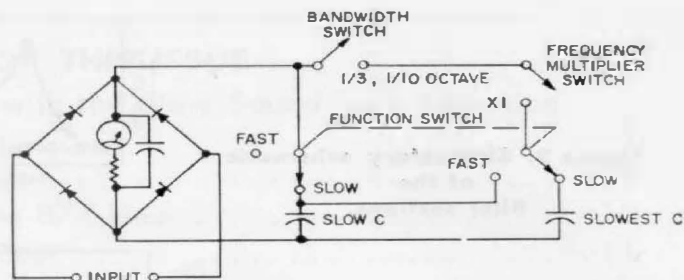 BANDWIDTH
SWITCH
FREQUENCY
MULTIPLIER
SWITCH
1/3, 1/10 OCTAVE
X1
FUNCTION SWITCH
FAST
FAST
SLOW
SLOW
SLOW C
SLOWEST C
INPUT